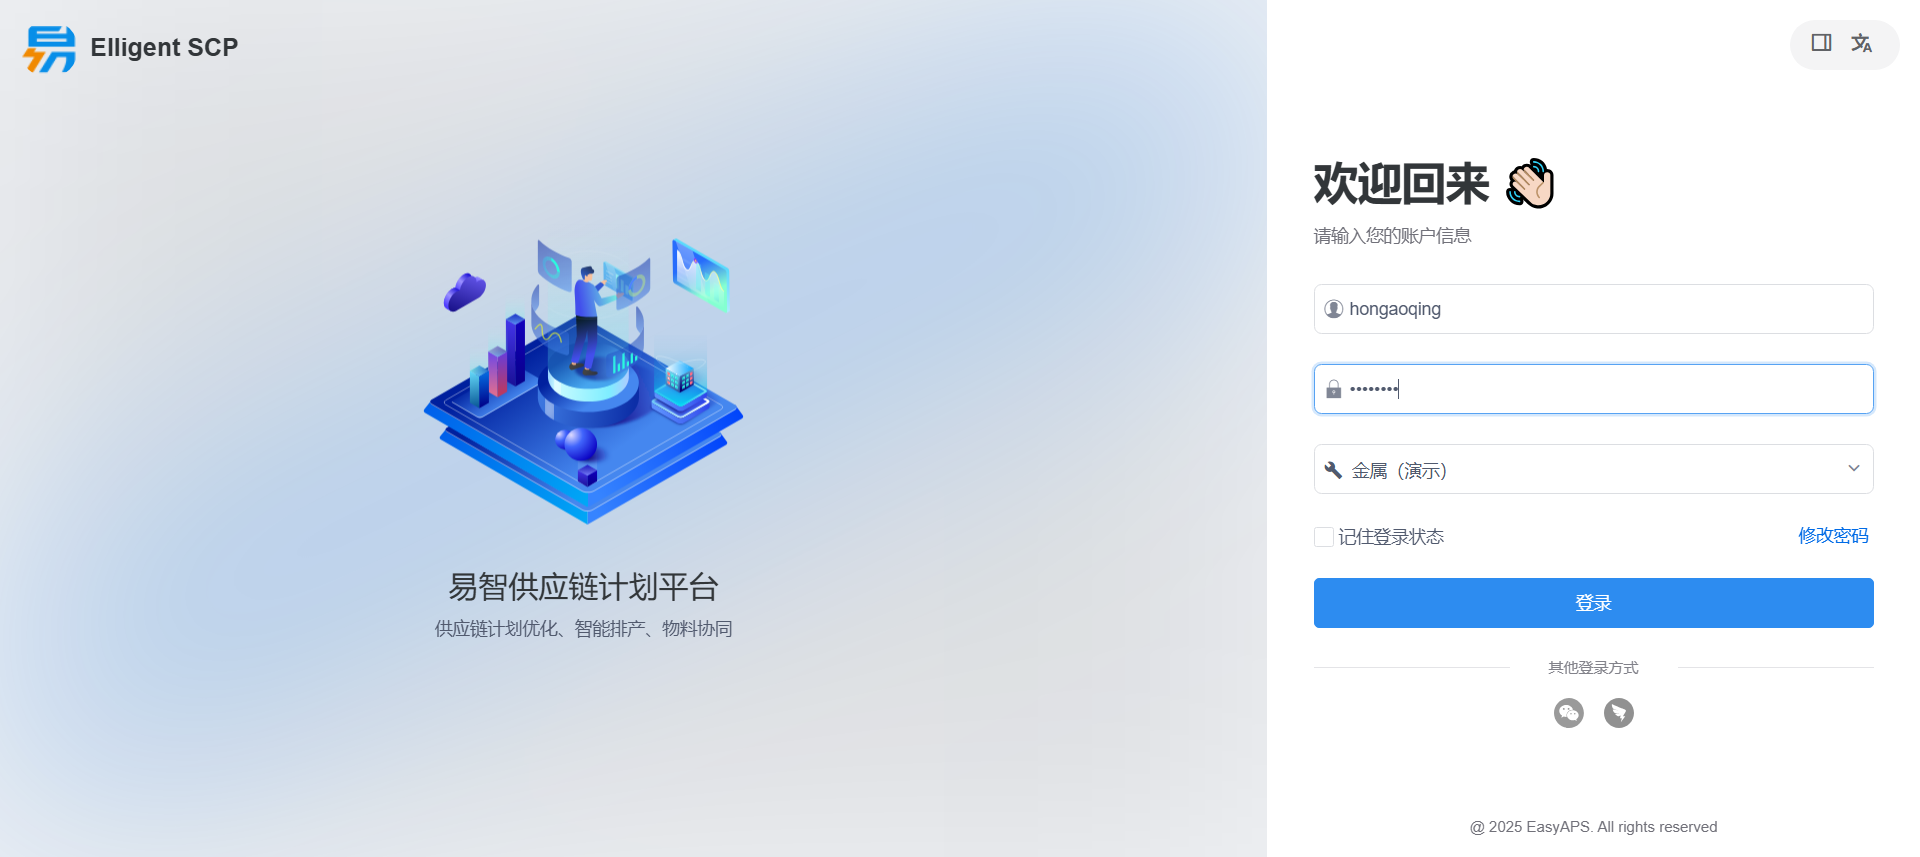 Elligent SCP
易智供应链计划平台
供应链计划优化、智能排产、物料协同
欢迎回来
请输入您的账户信息
hongaoqing
••••••••
金属（演示）
记住登录状态
修改密码
登录
其他登录方式
@ 2025 EasyAPS. All rights reserved